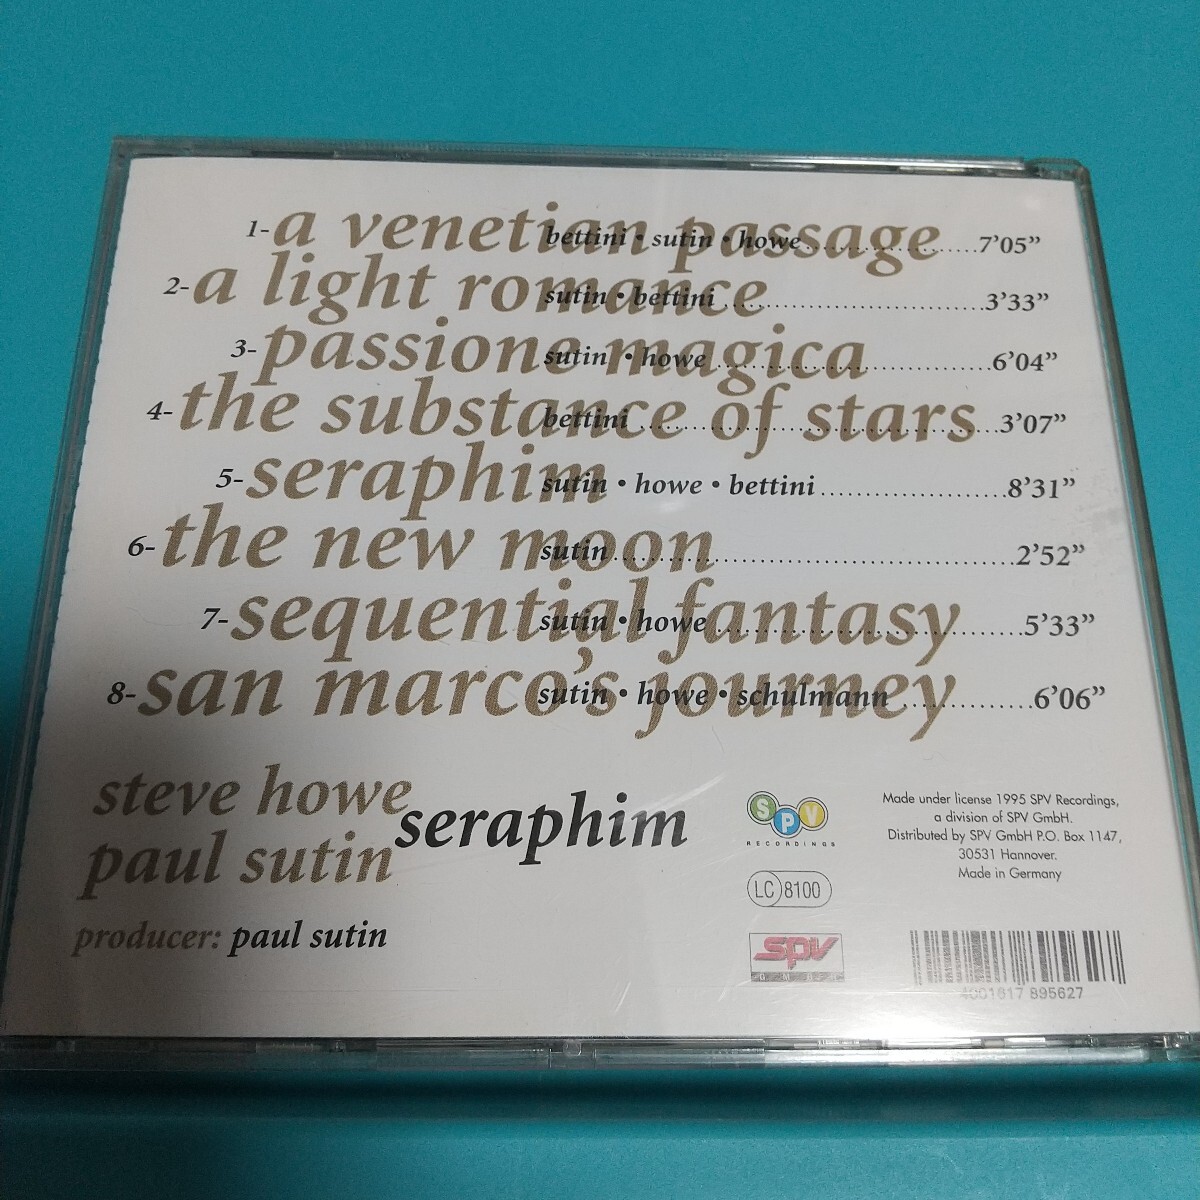 1- a venetian passage bettini • sutin • howe ........................7’05”
2- a light romance sutin • bettini ........................3’33”
3- passione magica sutin • howe ........................6’04”
4- the substance of stars bettini ........................3’07”
5- seraphim sutin • howe • bettini ........................8’31”
6- the new moon sutin ........................2’52”
7- sequential fantasy sutin • howe ........................5’33”
8- san marco’s journey sutin • howe • schulmann ........................6’06”
steve howe
paul sutin
seraphim
producer: paul sutin
SPV
RECORDINGS
LC 8100
SPV
GMBH
Made under license 1995 SPV Recordings,
a division of SPV GmbH.
Distributed by SPV GmbH P.O. Box 1147,
30531 Hannover.
Made in Germany
4001617 895627